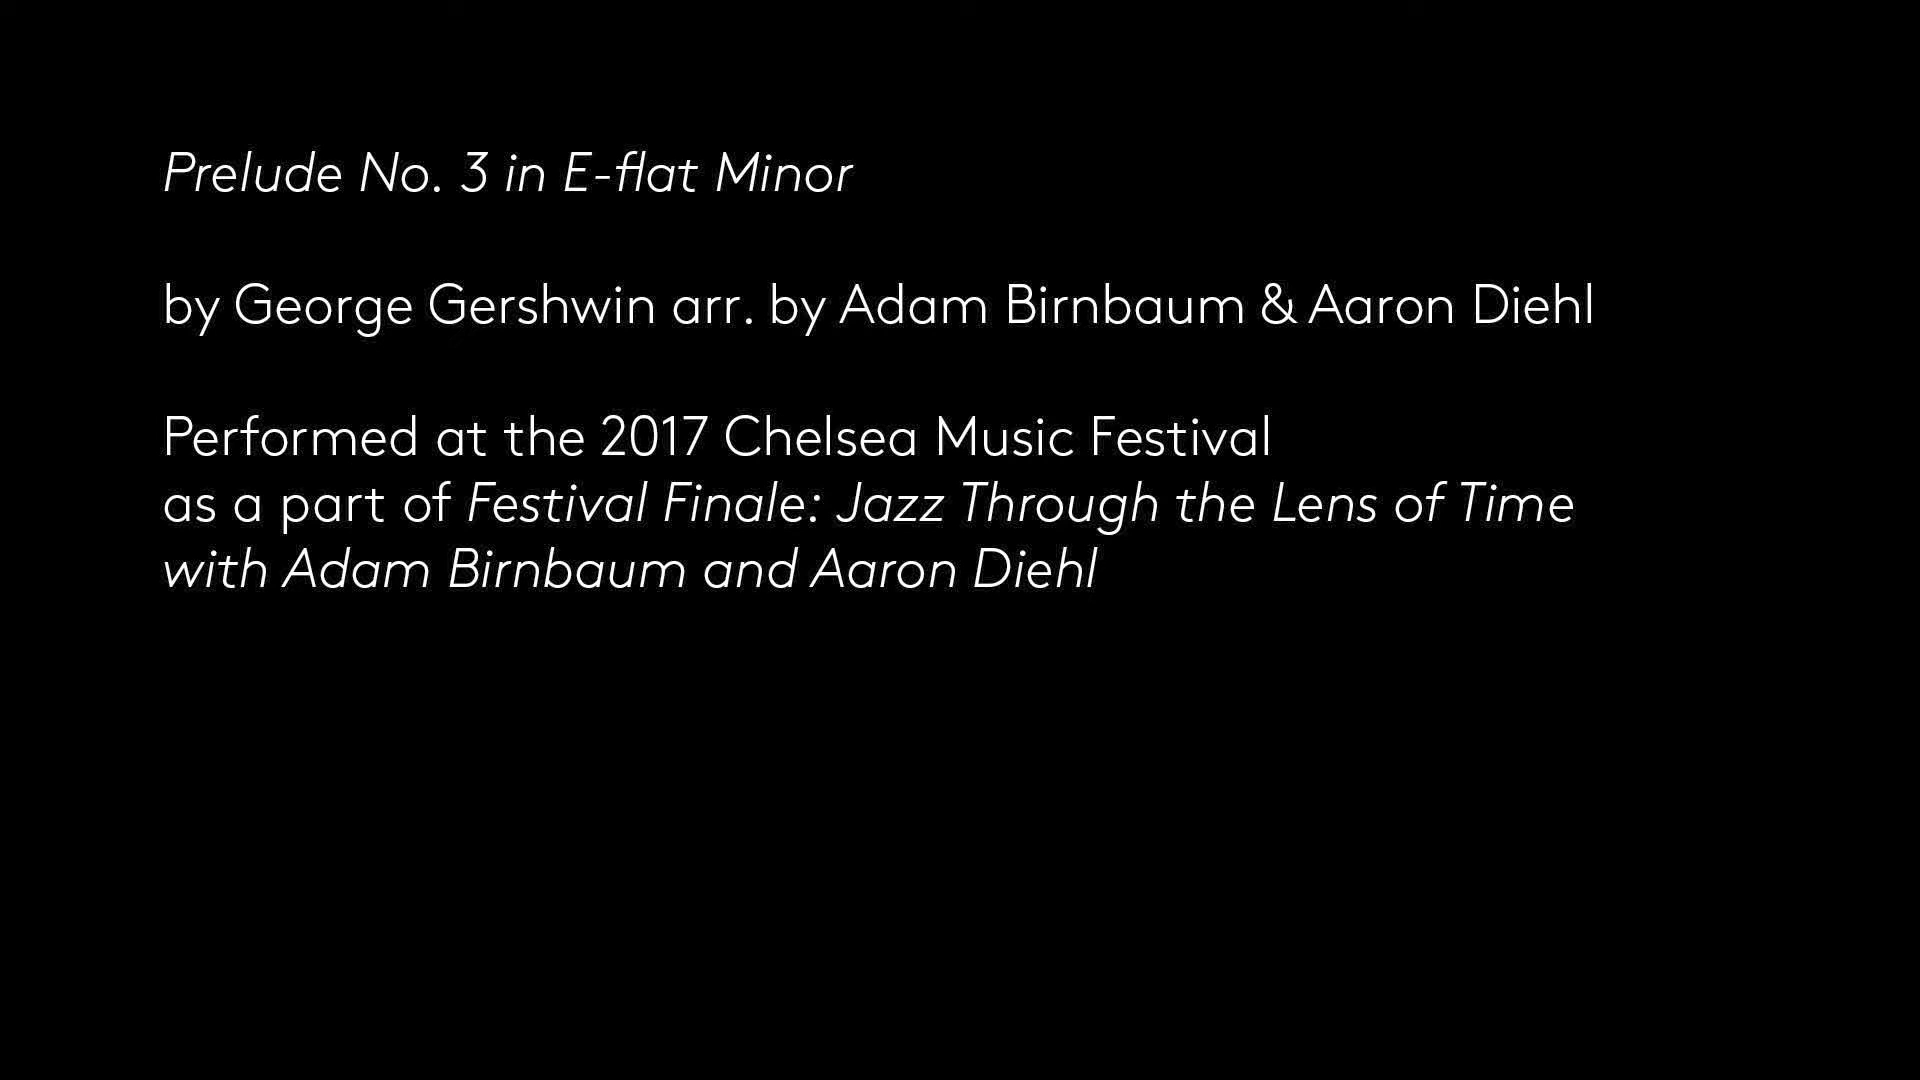 Prelude No. 3 in E-flat Minor
by George Gershwin arr. by Adam Birnbaum & Aaron Diehl
Performed at the 2017 Chelsea Music Festival
as a part of Festival Finale: Jazz Through the Lens of Time
with Adam Birnbaum and Aaron Diehl